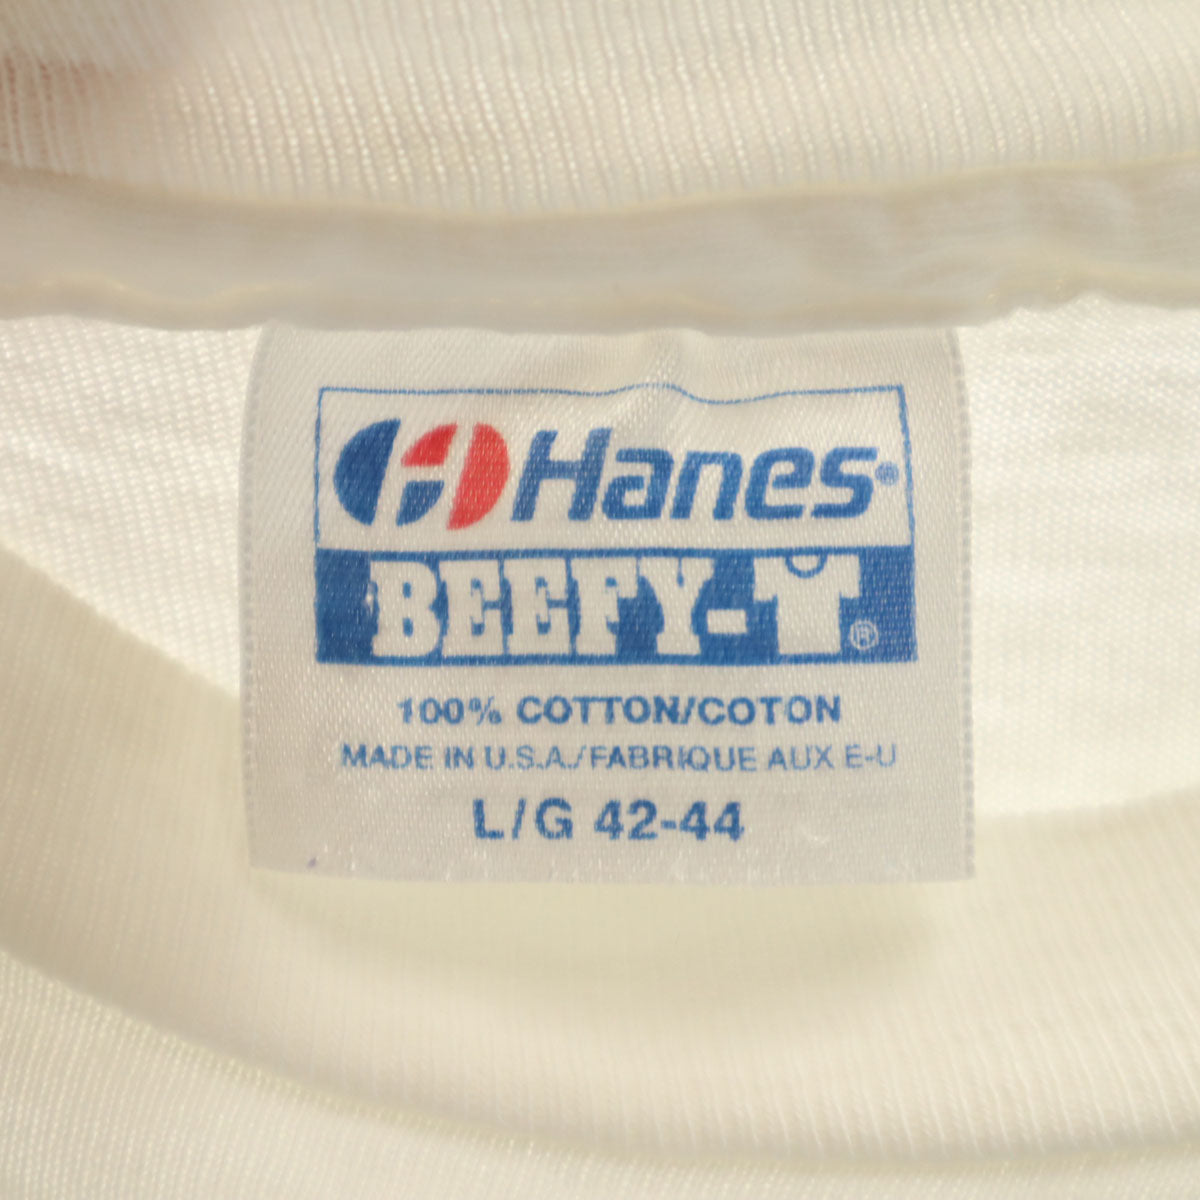 Hanes®
BEEFY-T®
100% COTTON/COTON
MADE IN U.S.A./FABRIQUE AUX E-U
L/G 42-44